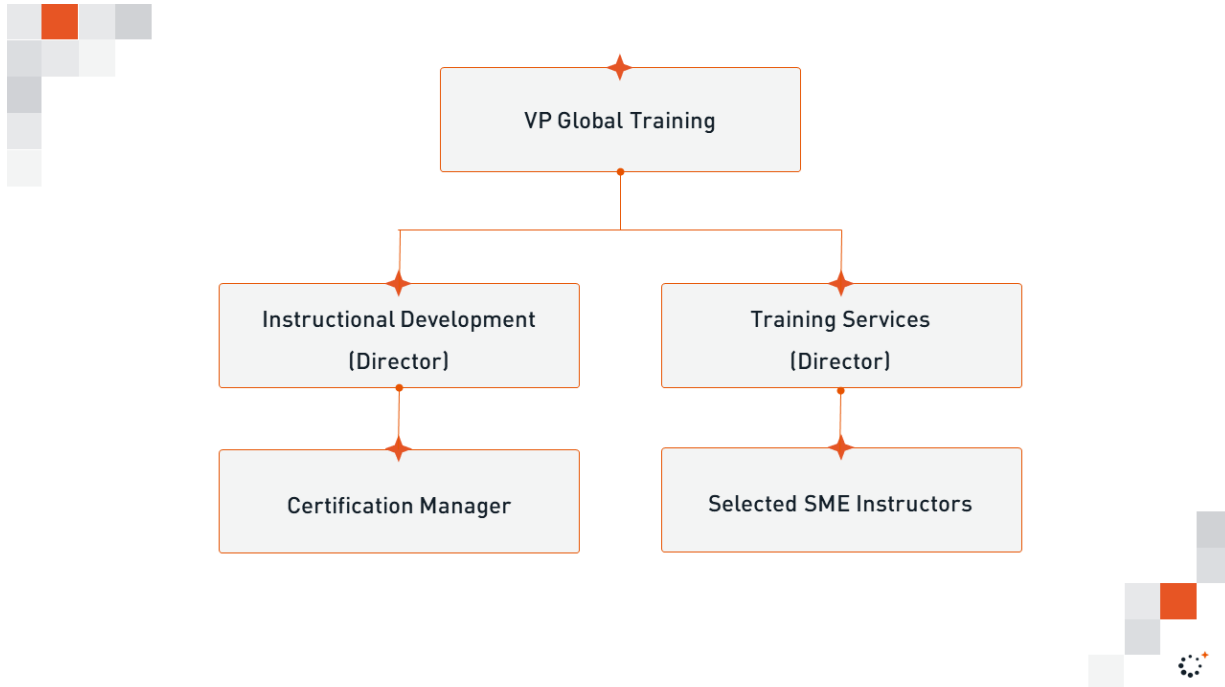 VP Global Training
Instructional Development
(Director)
Training Services
(Director)
Certification Manager
Selected SME Instructors